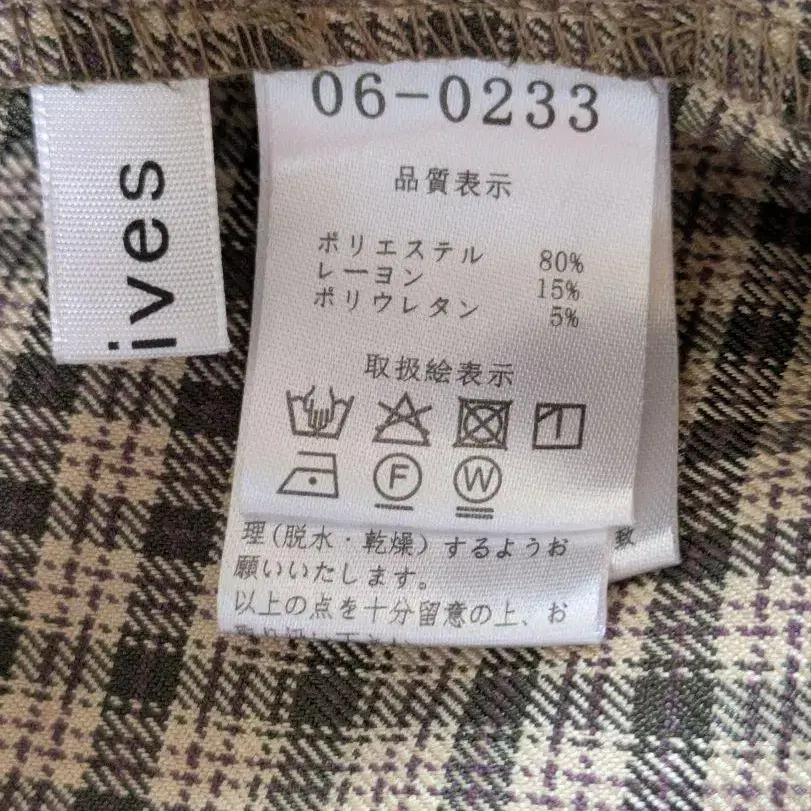 ives
06-0233
品質表示
ポリエステル 80%
レーヨン 15%
ポリウレタン 5%
取扱絵表示
F W
理(脱水・乾燥)するようお
願いいたします。
以上の点を十分留意の上、お